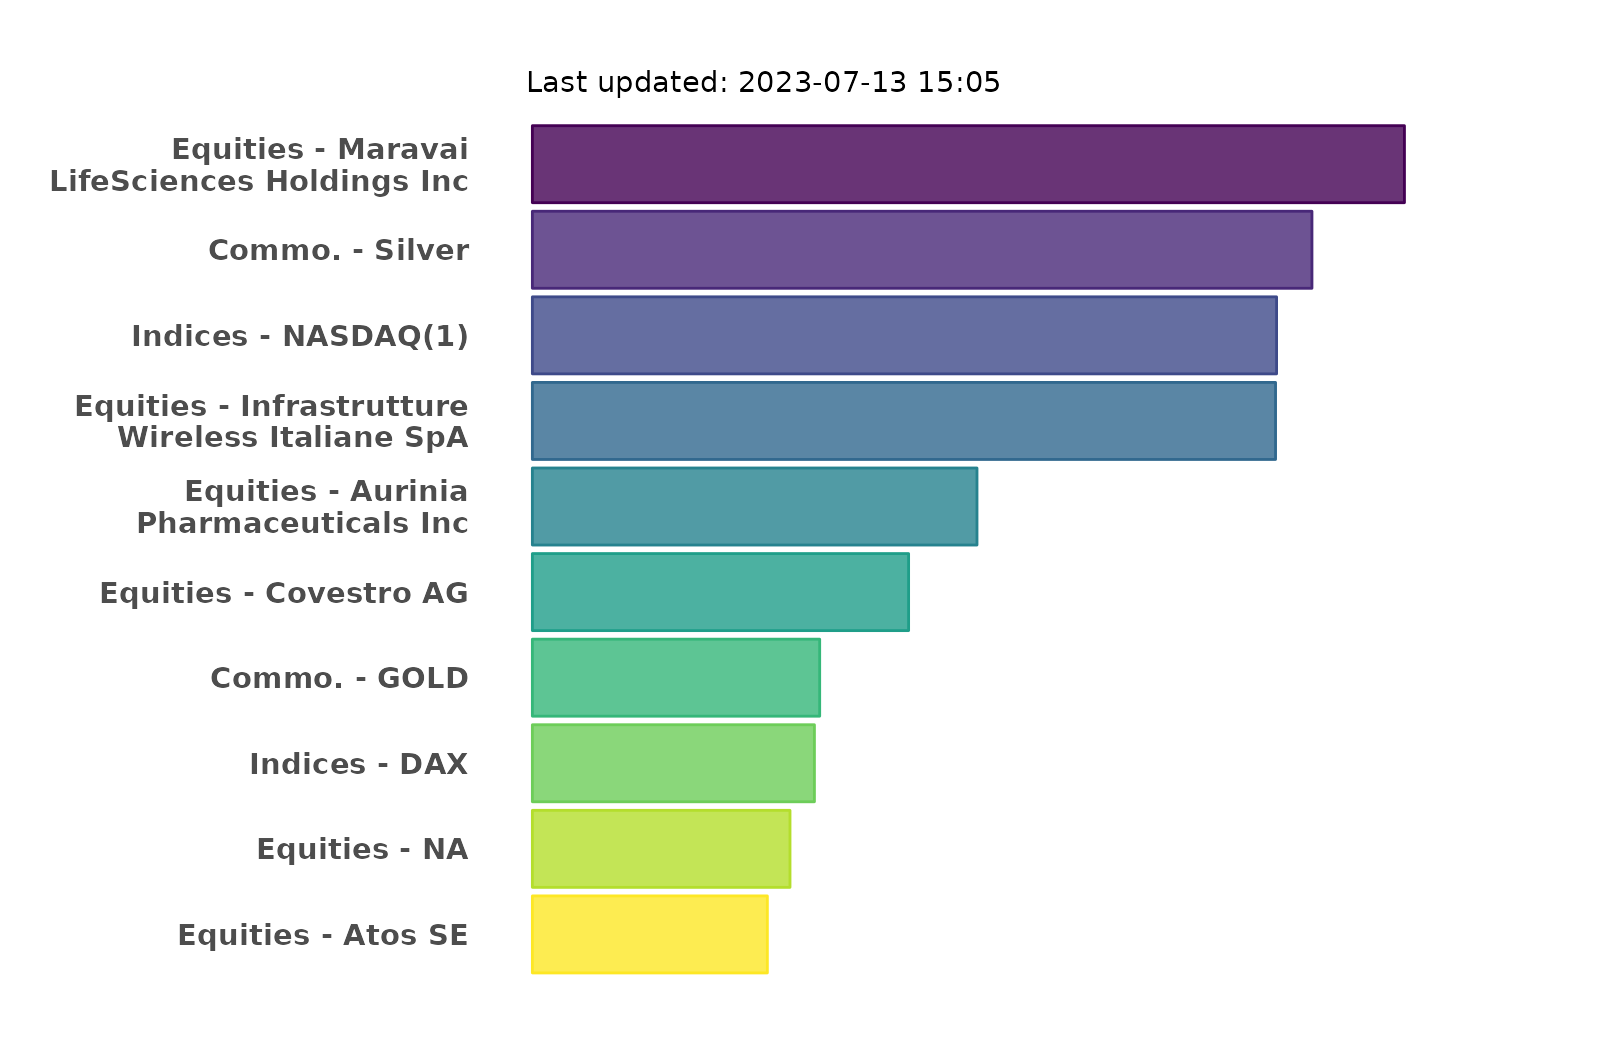 Last updated: 2023-07-13 15:05
Equities - Maravai
LifeSciences Holdings Inc
Commo. - Silver
Indices - NASDAQ(1)
Equities - Infrastrutture
Wireless Italiane SpA
Equities - Aurinia
Pharmaceuticals Inc
Equities - Covestro AG
Commo. - GOLD
Indices - DAX
Equities - NA
Equities - Atos SE